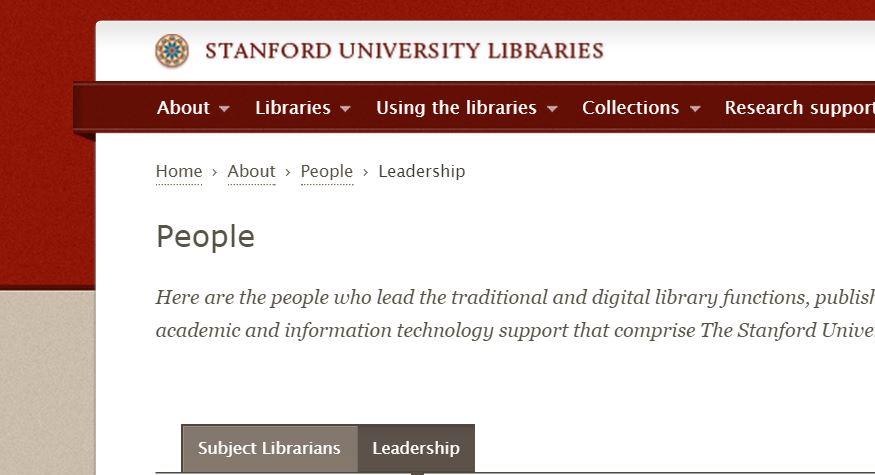 STANFORD UNIVERSITY LIBRARIES
About Libraries Using the libraries Collections Research support
Home › About › People › Leadership
People
Here are the people who lead the traditional and digital library functions,
academic and information technology support that comprise The Stanford
Subject Librarians Leadership